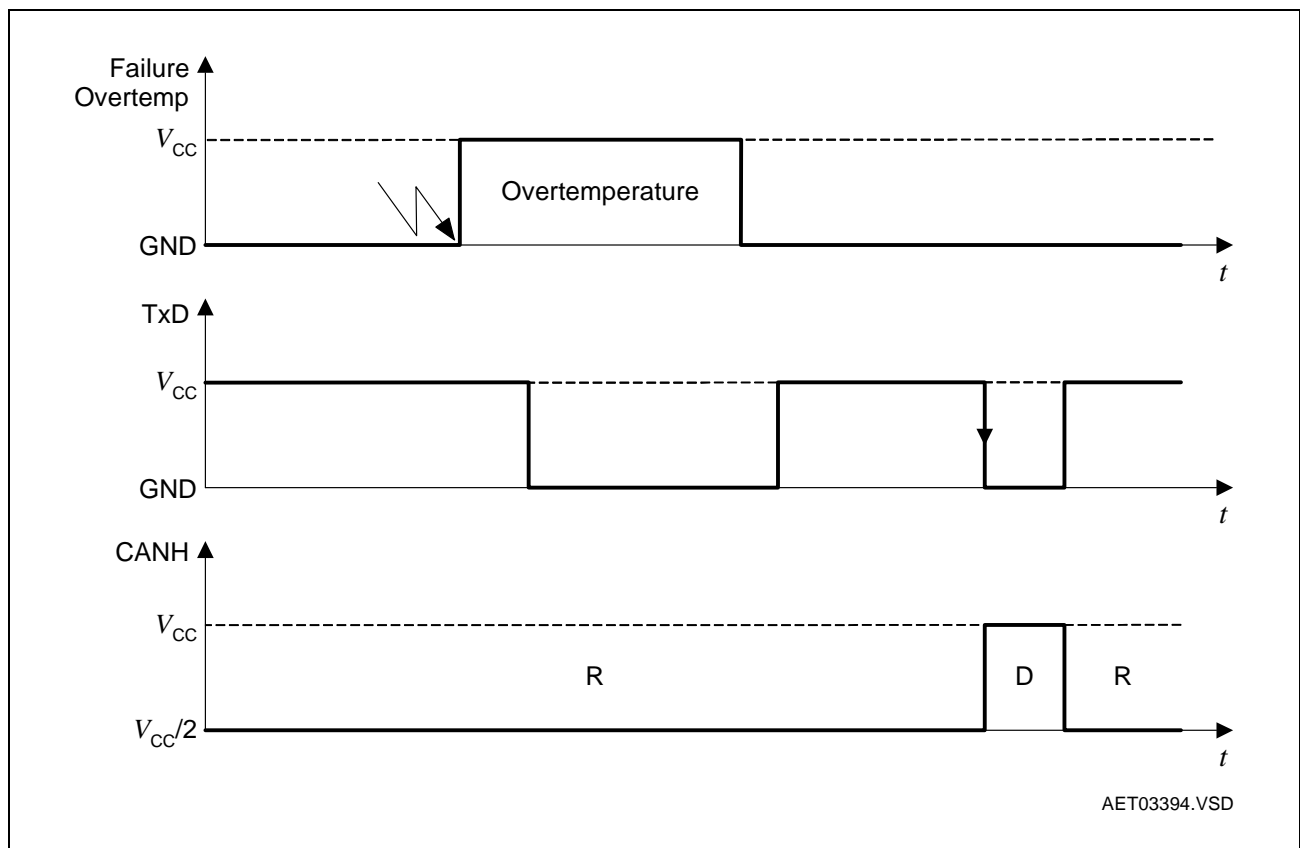 Failure
Overtemp
VCC
Overtemperature
GND
t
TxD
VCC
GND
t
CANH
VCC
R
D
R
VCC/2
t
AET03394.VSD